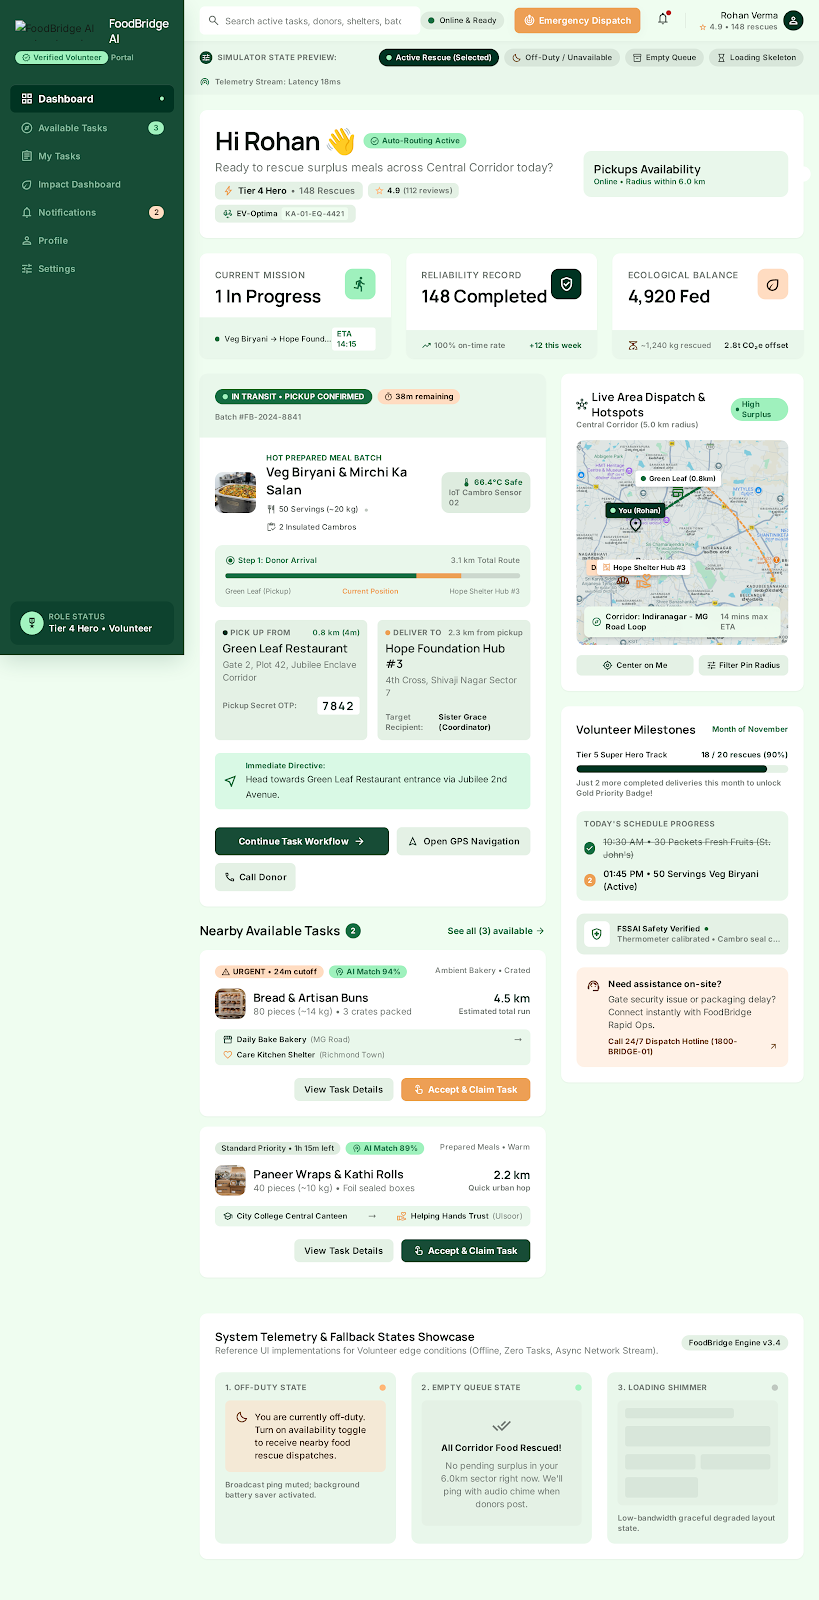 FoodBridge AI
FoodBridge
AI
Verified Volunteer
Portal
Dashboard
Available Tasks
3
My Tasks
Impact Dashboard
Notifications
2
Profile
Settings
ROLE STATUS
Tier 4 Hero • Volunteer
Search active tasks, donors, shelters, batc
Online & Ready
Emergency Dispatch
Rohan Verma
4.9 • 148 rescues
SIMULATOR STATE PREVIEW:
Active Rescue (Selected)
Off-Duty / Unavailable
Empty Queue
Loading Skeleton
Telemetry Stream: Latency 18ms
Hi Rohan 👋
Auto-Routing Active
Ready to rescue surplus meals across Central Corridor today?
Tier 4 Hero • 148 Rescues
4.9 (112 reviews)
EV-Optima KA-01-EQ-4421
Pickups Availability
Online • Radius within 6.0 km
CURRENT MISSION
1 In Progress
Veg Biryani → Hope Found...
ETA
14:15
RELIABILITY RECORD
148 Completed
100% on-time rate
+12 this week
ECOLOGICAL BALANCE
4,920 Fed
~1,240 kg rescued
2.8t CO₂e offset
IN TRANSIT • PICKUP CONFIRMED
38m remaining
Batch #FB-2024-8841
HOT PREPARED MEAL BATCH
Veg Biryani & Mirchi Ka
Salan
50 Servings (~20 kg) •
2 Insulated Cambros
66.4°C Safe
IoT Cambro Sensor
02
Step 1: Donor Arrival
3.1 km Total Route
Green Leaf (Pickup)
Current Position
Hope Shelter Hub #3
PICK UP FROM
0.8 km (4m)
Green Leaf Restaurant
Gate 2, Plot 42, Jubilee Enclave
Corridor
Pickup Secret OTP:
7842
DELIVER TO
2.3 km from pickup
Hope Foundation Hub
#3
4th Cross, Shivaji Nagar Sector
7
Target
Recipient:
Sister Grace
(Coordinator)
Immediate Directive:
Head towards Green Leaf Restaurant entrance via Jubilee 2nd
Avenue.
Continue Task Workflow →
Open GPS Navigation
Call Donor
Live Area Dispatch &
Hotspots
Central Corridor (5.0 km radius)
High
Surplus
Green Leaf (0.8km)
You (Rohan)
D
Hope Shelter Hub #3
Corridor: Indiranagar - MG
Road Loop
14 mins max
ETA
Center on Me
Filter Pin Radius
Volunteer Milestones
Month of November
Tier 5 Super Hero Track
18 / 20 rescues (90%)
Just 2 more completed deliveries this month to unlock
Gold Priority Badge!
TODAY'S SCHEDULE PROGRESS
10:30 AM • 30 Packets Fresh Fruits (St.
John's)
2
01:45 PM • 50 Servings Veg Biryani
(Active)
FSSAI Safety Verified
Thermometer calibrated • Cambro seal c...
Need assistance on-site?
Gate security issue or packaging delay?
Connect instantly with FoodBridge
Rapid Ops.
Call 24/7 Dispatch Hotline (1800-
BRIDGE-01)
Nearby Available Tasks
2
See all (3) available →
URGENT • 24m cutoff
AI Match 94%
Ambient Bakery • Crated
Bread & Artisan Buns
80 pieces (~14 kg) • 3 crates packed
4.5 km
Estimated total run
Daily Bake Bakery (MG Road) →
Care Kitchen Shelter (Richmond Town)
View Task Details
Accept & Claim Task
Standard Priority • 1h 15m left
AI Match 89%
Prepared Meals • Warm
Paneer Wraps & Kathi Rolls
40 pieces (~10 kg) • Foil sealed boxes
2.2 km
Quick urban hop
City College Central Canteen →
Helping Hands Trust (Ulsoor)
View Task Details
Accept & Claim Task
System Telemetry & Fallback States Showcase
Reference UI implementations for Volunteer edge conditions (Offline, Zero Tasks, Async Network Stream).
FoodBridge Engine v3.4
1. OFF-DUTY STATE
You are currently off-duty.
Turn on availability toggle
to receive nearby food
rescue dispatches.
Broadcast ping muted; background
battery saver activated.
2. EMPTY QUEUE STATE
All Corridor Food Rescued!
No pending surplus in your
6.0km sector right now. We'll
ping with audio chime when
donors post.
3. LOADING SHIMMER
Low-bandwidth graceful degraded layout
state.